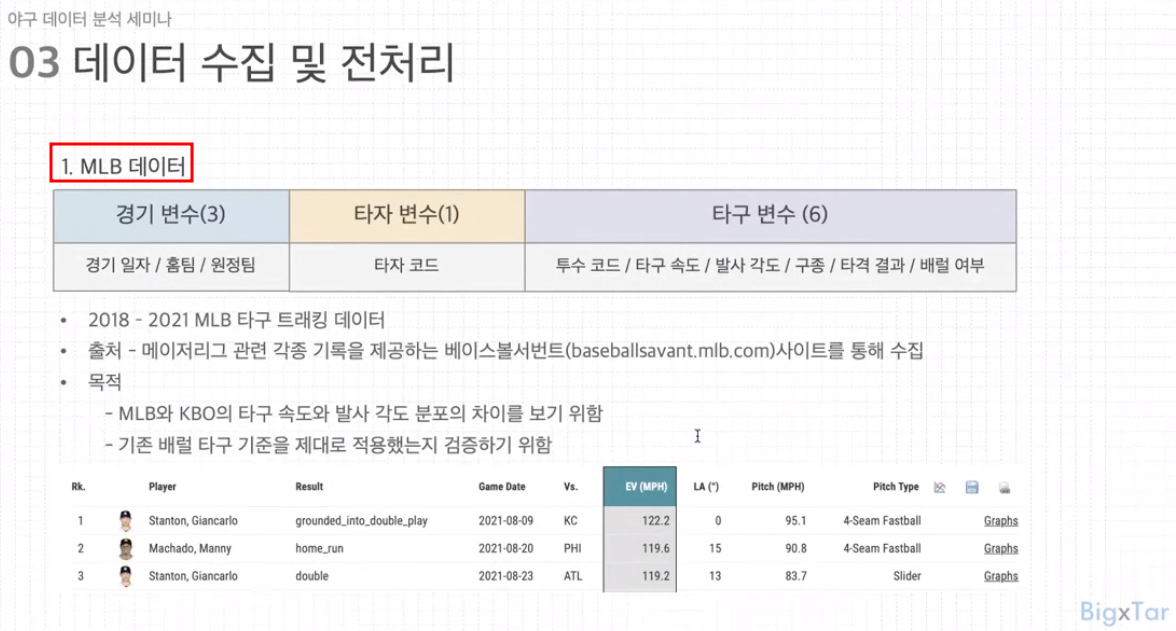 야구 데이터 분석 세미나
03 데이터 수집 및 전처리
1. MLB 데이터
경기 변수(3) 타자 변수(1) 타구 변수 (6)
경기 일자 / 홈팀 / 원정팀 타자 코드 투수 코드 / 타구 속도 / 발사 각도 / 구종 / 타격 결과 / 배럴 여부
• 2018 - 2021 MLB 타구 트래킹 데이터
• 출처 - 메이저리그 관련 각종 기록을 제공하는 베이스볼서번트(baseballsavant.mlb.com)사이트를 통해 수집
• 목적
- MLB와 KBO의 타구 속도와 발사 각도 분포의 차이를 보기 위함
- 기존 배럴 타구 기준을 제대로 적용했는지 검증하기 위함
Rk. Player Result Game Date Vs. EV (MPH) LA (°) Pitch (MPH) Pitch Type
1 Stanton, Giancarlo grounded_into_double_play 2021-08-09 KC 122.2 0 95.1 4-Seam Fastball Graphs
2 Machado, Manny home_run 2021-08-20 PHI 119.6 15 90.8 4-Seam Fastball Graphs
3 Stanton, Giancarlo double 2021-08-23 ATL 119.2 13 83.7 Slider Graphs
BigxTar